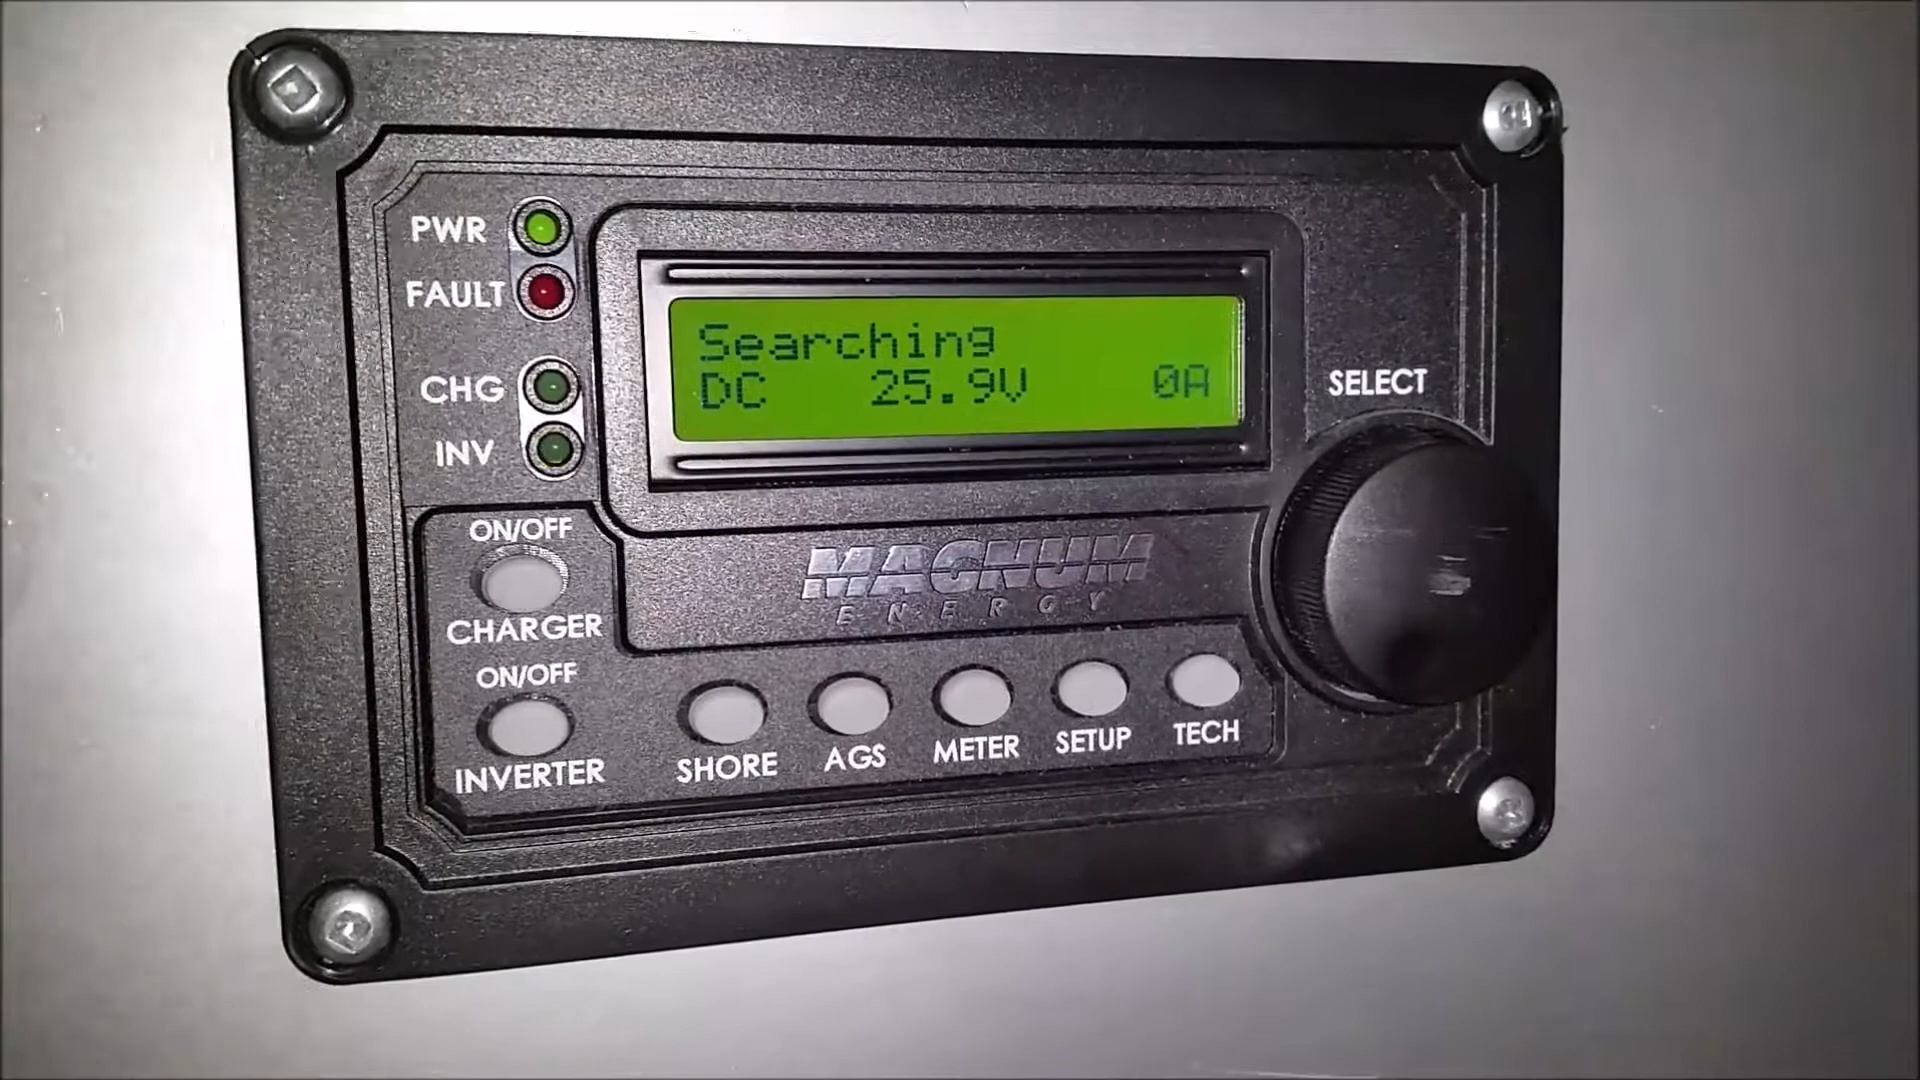 PWR
FAULT
CHG
INV
Searching
DC 25.9V 0A
SELECT
ON/OFF
CHARGER
ON/OFF
INVERTER
MAGNUM
ENERGY
SHORE
AGS
METER
SETUP
TECH